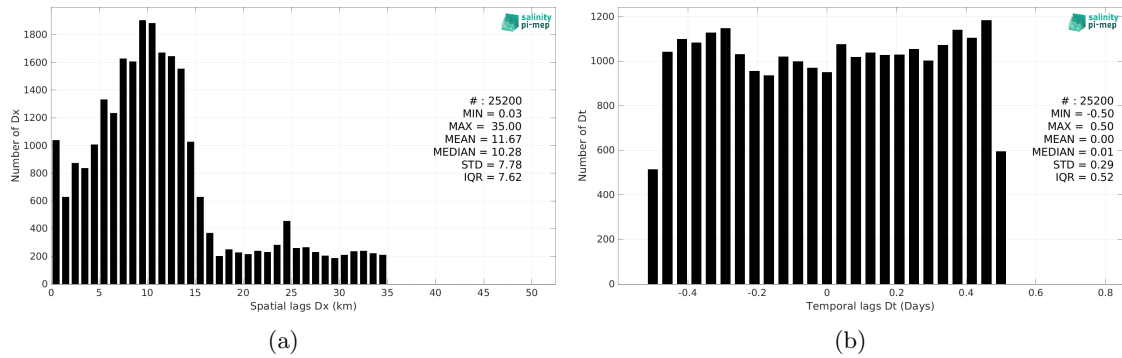 salinity
pi-mep
1800
1600
1400
1200
1000
800
600
400
200
0
Number of Dx
# : 25200
MIN = 0.03
MAX = 35.00
MEAN = 11.67
MEDIAN = 10.28
STD = 7.78
IQR = 7.62
0 5 10 15 20 25 30 35 40 45 50
Spatial lags Dx (km)
(a)
salinity
pi-mep
1200
1000
800
600
400
200
0
Number of Dt
# : 25200
MIN = -0.50
MAX = 0.50
MEAN = 0.00
MEDIAN = 0.01
STD = 0.29
IQR = 0.52
-0.4 -0.2 0 0.2 0.4 0.6 0.8
Temporal lags Dt (Days)
(b)